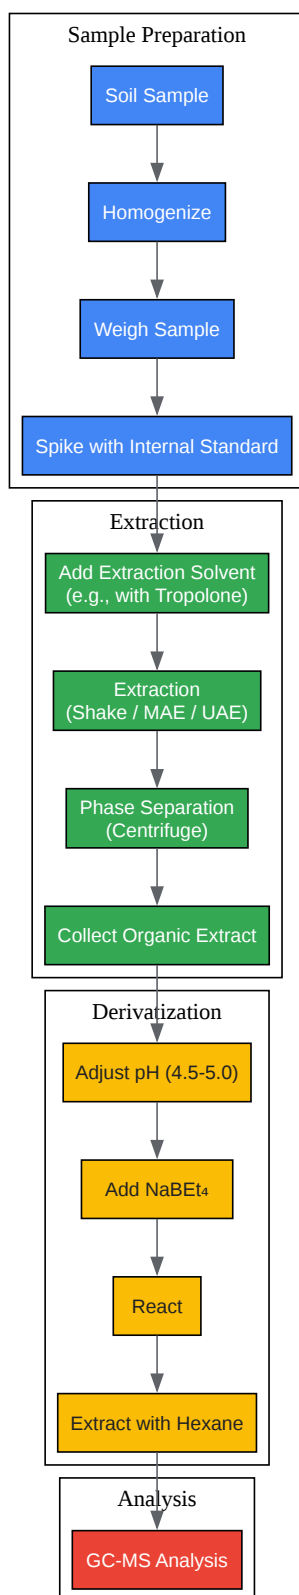 Sample Preparation
Soil Sample
Homogenize
Weigh Sample
Spike with Internal Standard
Extraction
Add Extraction Solvent
(e.g., with Tropolone)
Extraction
(Shake / MAE / UAE)
Phase Separation
(Centrifuge)
Collect Organic Extract
Derivatization
Adjust pH (4.5-5.0)
Add NaBEt₄
React
Extract with Hexane
Analysis
GC-MS Analysis